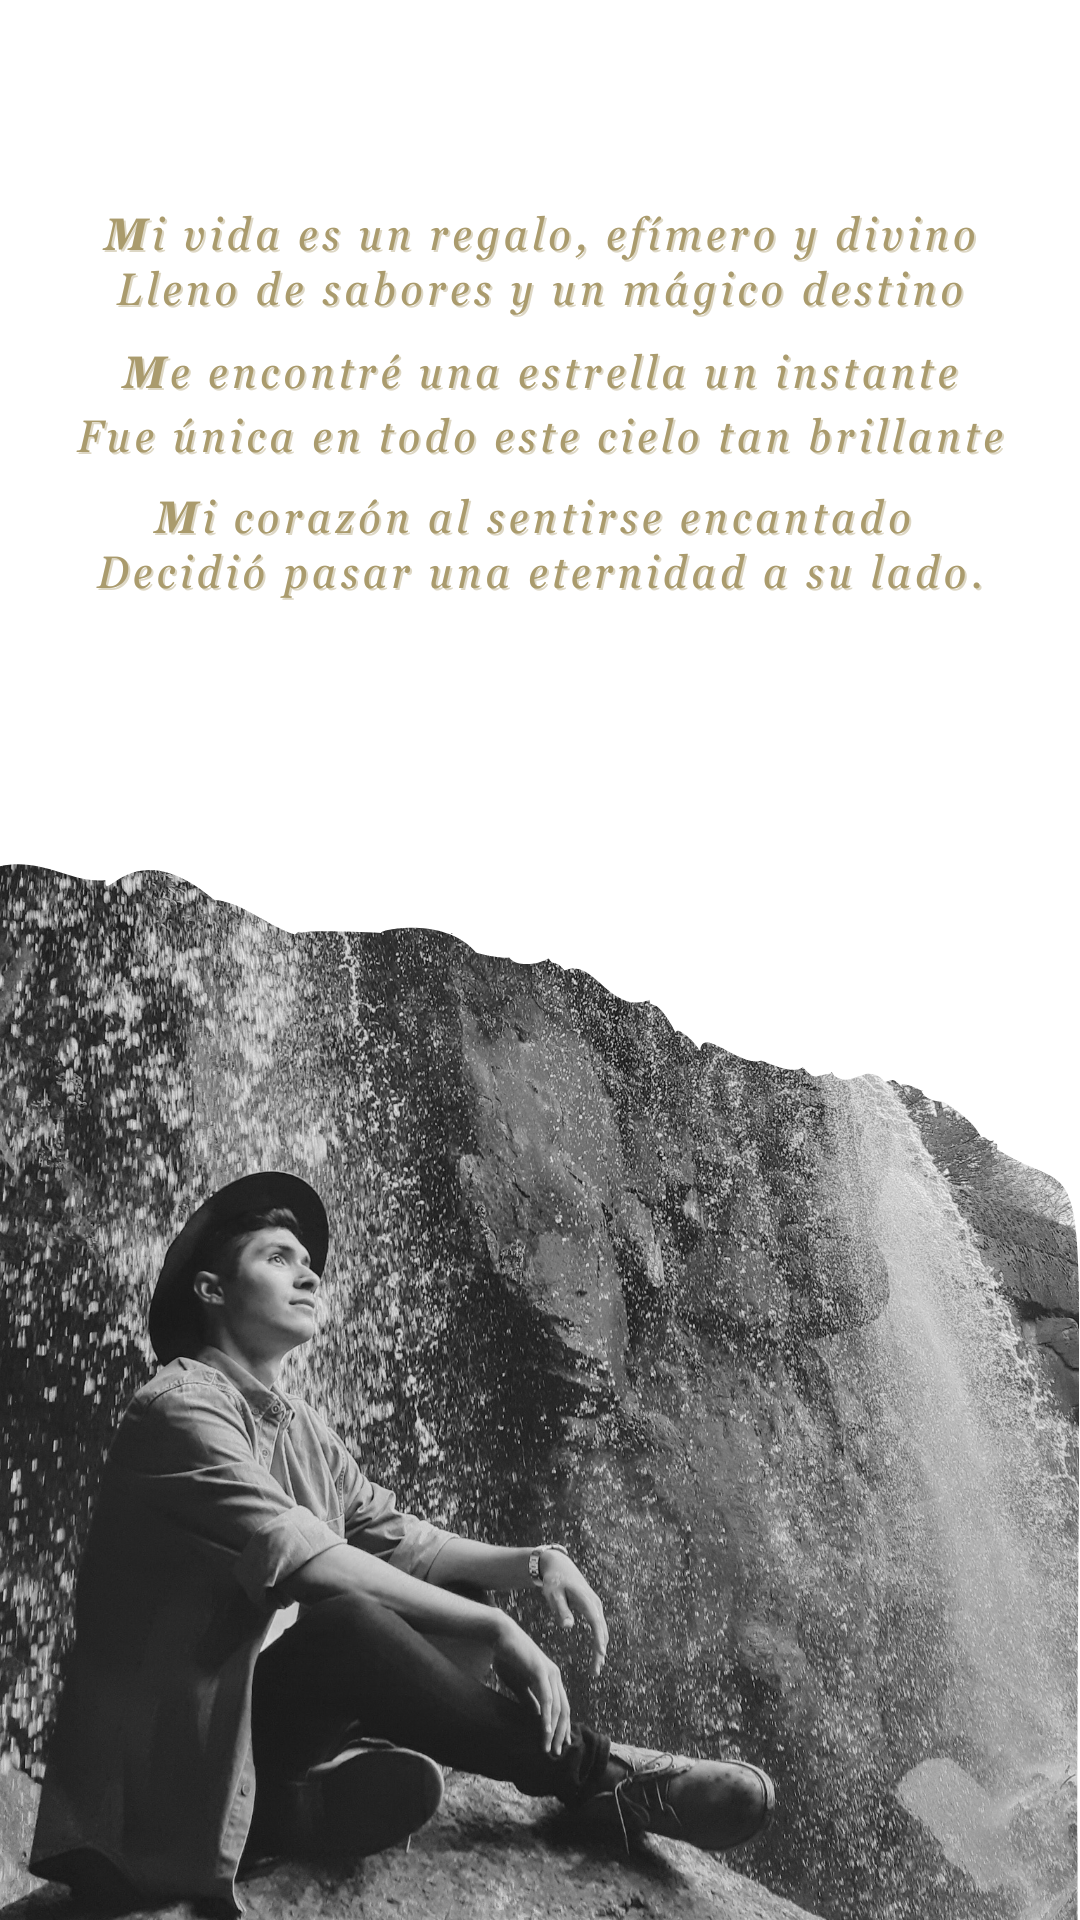 Mi vida es un regalo, efímero y divino
Lleno de sabores y un mágico destino
Me encontré una estrella un instante
Fue única en todo este cielo tan brillante
Mi corazón al sentirse encantado
Decidió pasar una eternidad a su lado.